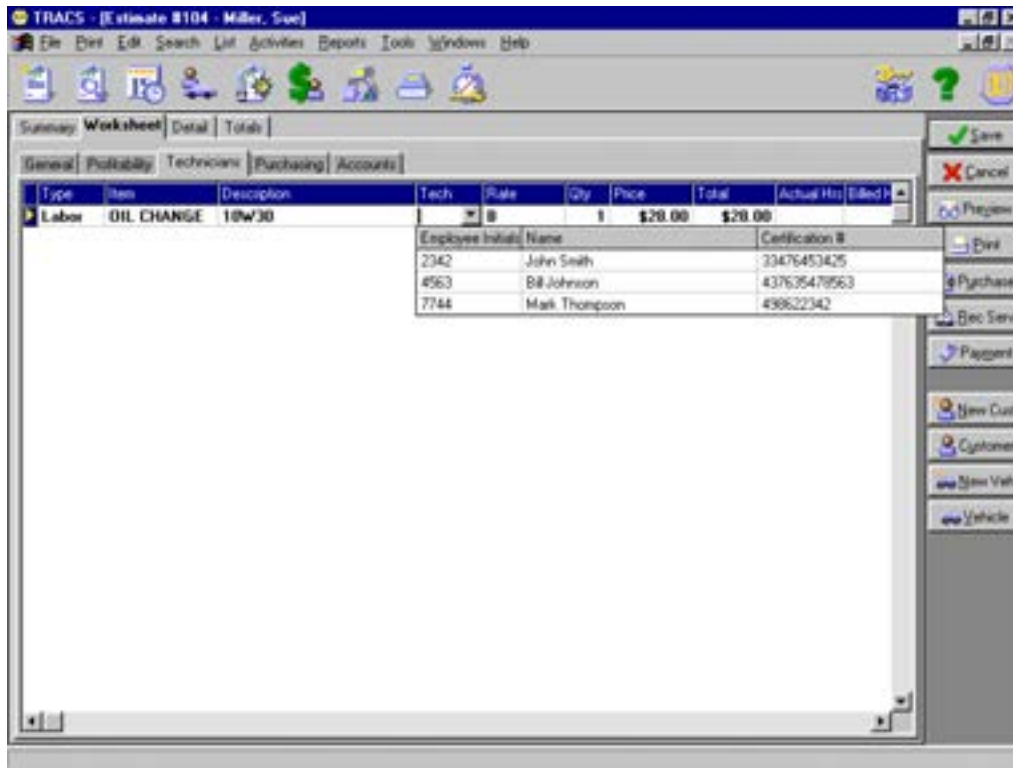 TRACS - [Estimate #104 - Miller, Sue]
File Print Edit Search List Activities Reports Tools Windows Help
Summary Worksheet Detail Totals
General Profitability Technicians Purchasing Accounts
Type Item Description Tech Rate Qty Price Total Actual Hrs Billed H
Labor OIL CHANGE 10W30 0 1 $28.00 $28.00
Employee Initials Name Certification #
2342 John Smith 33476453425
4563 Bill Johnson 437635478563
7744 Mark Thompson 498622342
Save
Cancel
Preview
Print
Purchase
Rec Serv
Payment
New Cus
Customer
New Veh
Vehicle